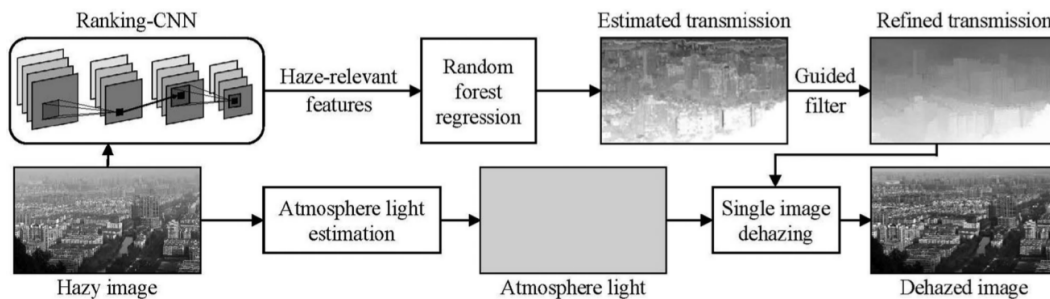 Ranking-CNN
Estimated transmission
Refined transmission
Haze-relevant
features
Random
forest
regression
Guided
filter
Atmosphere light
estimation
Single image
dehazing
Hazy image
Atmosphere light
Dehazed image